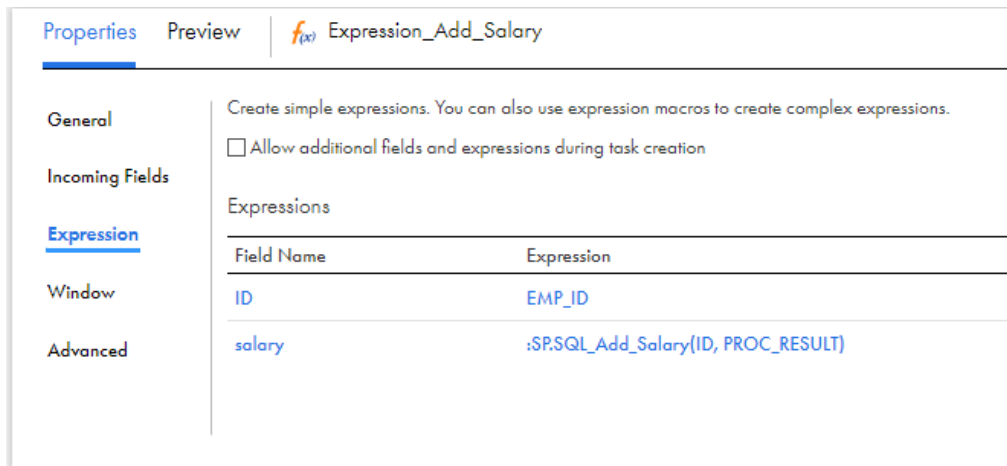 Properties Preview f(x) Expression_Add_Salary
General
Incoming Fields
Expression
Window
Advanced
Create simple expressions. You can also use expression macros to create complex expressions.
Allow additional fields and expressions during task creation
Expressions
Field Name Expression
ID EMP_ID
salary :SP.SQL_Add_Salary(ID, PROC_RESULT)